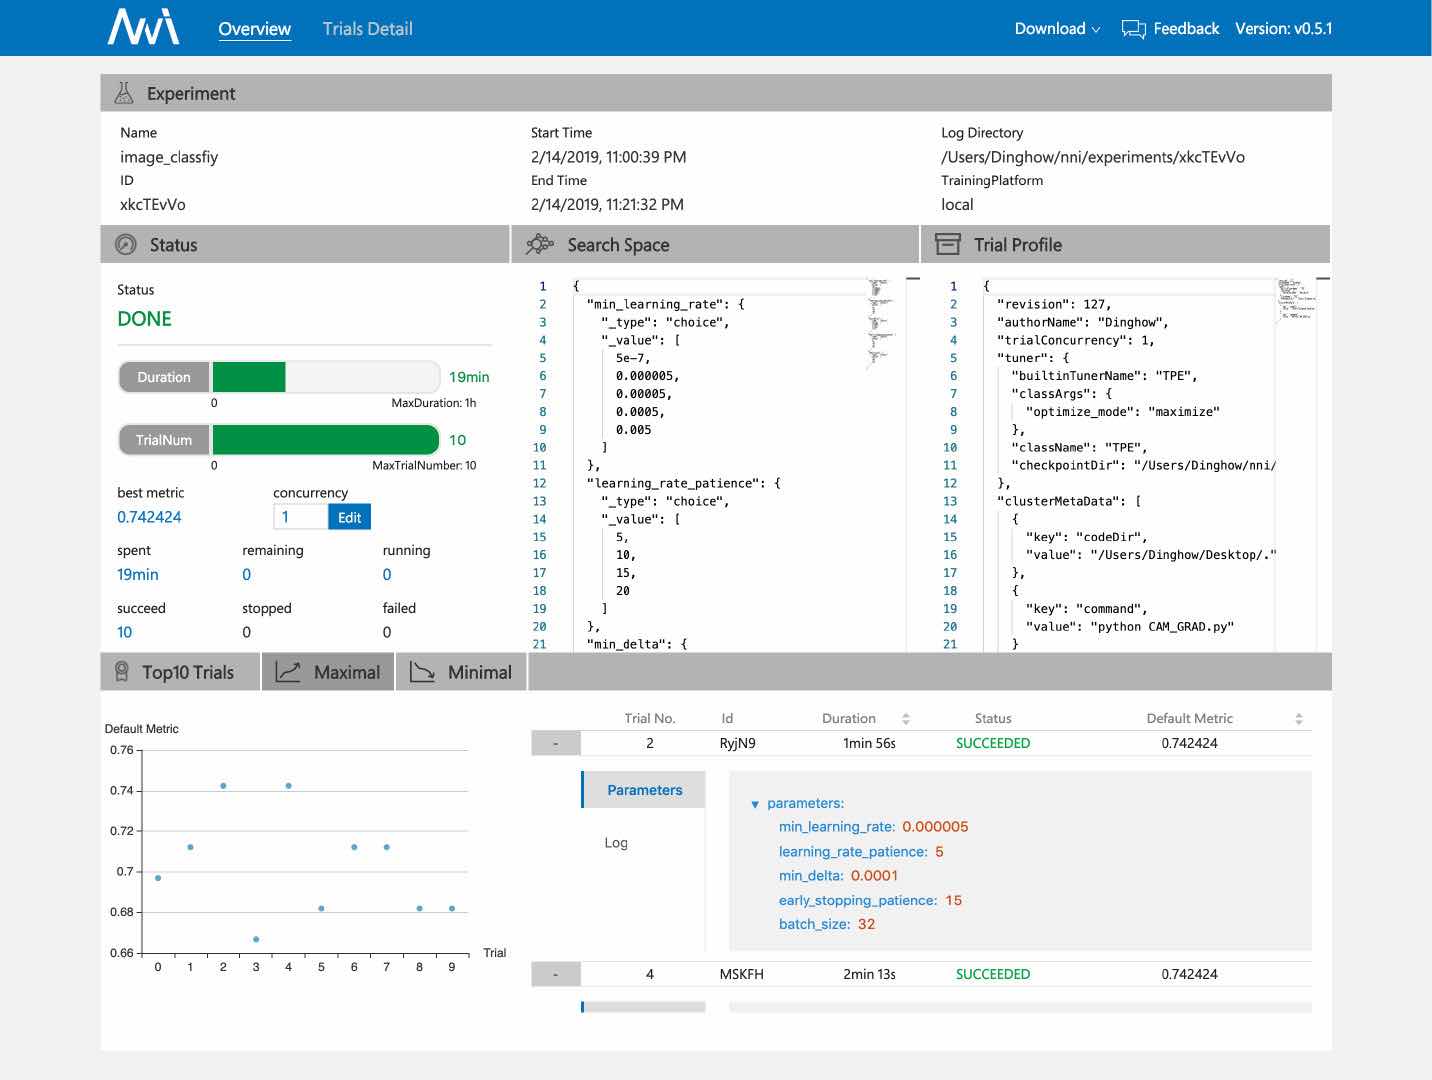 NNI Overview Trials Detail Download Feedback Version: v0.5.1
Experiment
Name
image_classfiy
ID
xkcTEvVo
Start Time
2/14/2019, 11:00:39 PM
End Time
2/14/2019, 11:21:32 PM
Log Directory
/Users/Dinghow/nni/experiments/xkcTEvVo
TrainingPlatform
local
Status
Status
DONE
Duration 19min
0 MaxDuration: 1h
TrialNum 10
0 MaxTrialNumber: 10
best metric concurrency
0.742424 1 Edit
spent remaining running
19min 0 0
succeed stopped failed
10 0 0
Search Space
1 {
2 "min_learning_rate": {
3 "_type": "choice",
4 "_value": [
5 5e-7,
6 0.000005,
7 0.00005,
8 0.0005,
9 0.005
10 ]
11 },
12 "learning_rate_patience": {
13 "_type": "choice",
14 "_value": [
15 5,
16 10,
17 15,
18 20
19 ]
20 },
21 "min_delta": {
Trial Profile
1 {
2 "revision": 127,
3 "authorName": "Dinghow",
4 "trialConcurrency": 1,
5 "tuner": {
6 "builtinTunerName": "TPE",
7 "classArgs": {
8 "optimize_mode": "maximize"
9 },
10 "className": "TPE",
11 "checkpointDir": "/Users/Dinghow/nni/
12 },
13 "clusterMetaData": [
14 {
15 "key": "codeDir",
16 "value": "/Users/Dinghow/Desktop/."
17 },
18 {
19 "key": "command",
20 "value": "python CAM_GRAD.py"
21 }
Top10 Trials Maximal Minimal
Default Metric
0.76
0.74
0.72
0.7
0.68
0.66
0 1 2 3 4 5 6 7 8 9
Trial
Trial No. Id Duration Status Default Metric
- 2 RyjN9 1min 56s SUCCEEDED 0.742424
Parameters
Log
parameters:
min_learning_rate: 0.000005
learning_rate_patience: 5
min_delta: 0.0001
early_stopping_patience: 15
batch_size: 32
- 4 MSKFH 2min 13s SUCCEEDED 0.742424